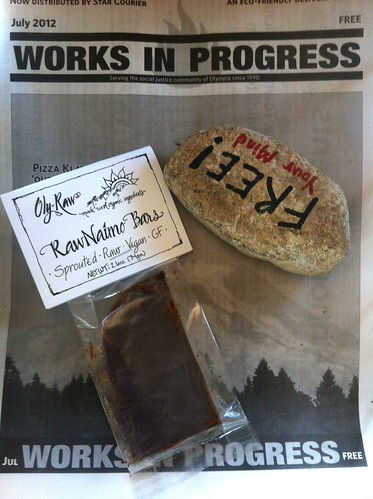 NOW DISTRIBUTED BY STAR COURIER
AN ECO-FRIENDLY
July 2012
FREE
WORKS IN PROGRESS
Serving the social justice community of Olympia since 1990.
PIZZA
FREE!
Your Mind
Oly-Raw
made with organic ingredients
RawNaimo Bars
Sprouted · Raw · Vegan · GF
JUL WORKS IN PROGRESS FREE